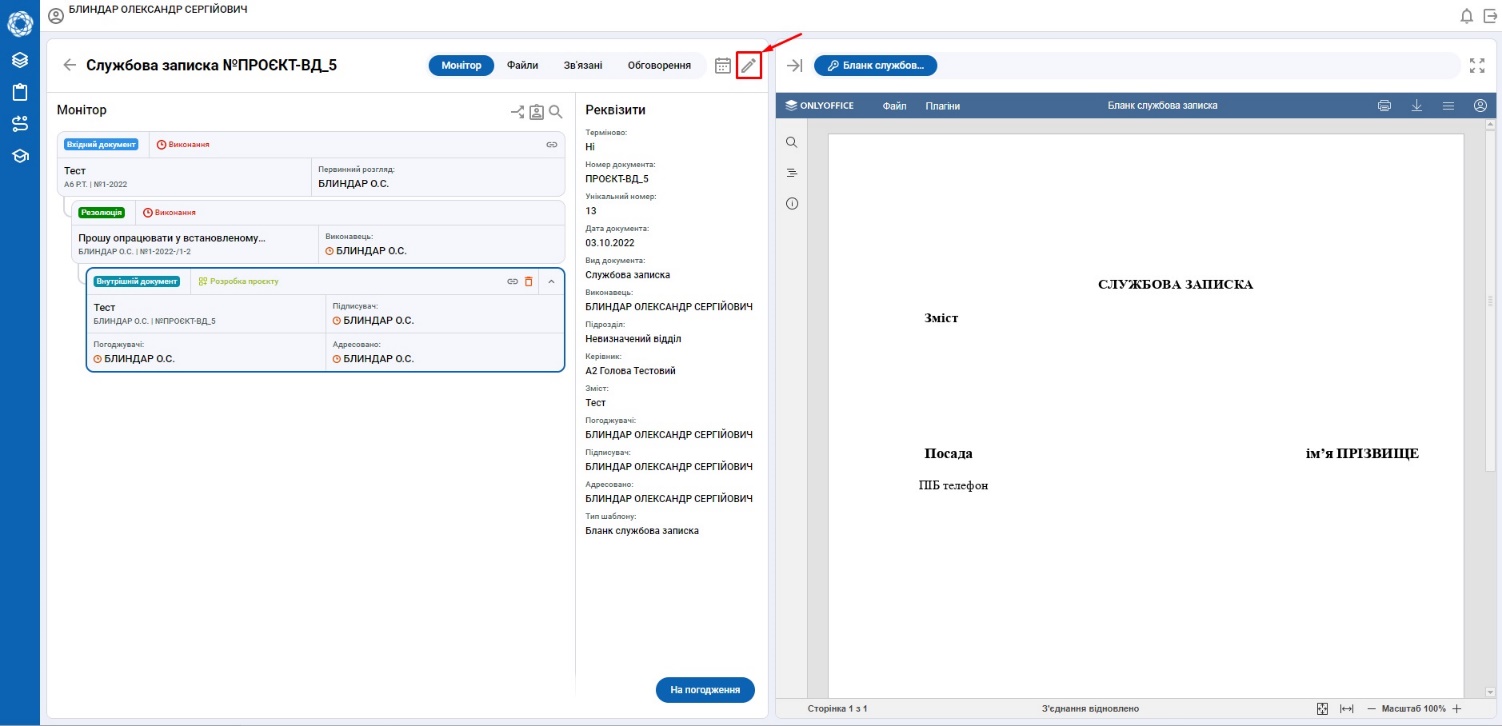 БЛИНДАР ОЛЕКСАНДР СЕРГІЙОВИЧ
Службова записка №ПРОЄКТ-ВД_5
Монітор
Файли
Зв'язані
Обговорення
Монітор
Вхідний документ
Виконання
Тест
А6 Р.Т. | №1-2022
Первинний розгляд:
БЛИНДАР О.С.
Резолюція
Виконання
Прошу опрацювати у встановленому...
БЛИНДАР О.С. | №1-2022-/1-2
Виконавець:
БЛИНДАР О.С.
Внутрішній документ
Розробка проєкту
Тест
БЛИНДАР О.С. | №ПРОЄКТ-ВД_5
Підписувач:
БЛИНДАР О.С.
Погоджувачі:
БЛИНДАР О.С.
Адресовано:
БЛИНДАР О.С.
Реквізити
Терміново:
Ні
Номер документа:
ПРОЄКТ-ВД_5
Унікальний номер:
13
Дата документа:
03.10.2022
Вид документа:
Службова записка
Виконавець:
БЛИНДАР ОЛЕКСАНДР СЕРГІЙОВИЧ
Підрозділ:
Невизначений відділ
Керівник:
А2 Голова Тестовий
Зміст:
Тест
Погоджувачі:
БЛИНДАР ОЛЕКСАНДР СЕРГІЙОВИЧ
Підписувач:
БЛИНДАР ОЛЕКСАНДР СЕРГІЙОВИЧ
Адресовано:
БЛИНДАР ОЛЕКСАНДР СЕРГІЙОВИЧ
Тип шаблону:
Бланк службова записка
На погодження
Бланк службов...
ONLYOFFICE
Файл
Плагіни
Бланк службова записка
СЛУЖБОВА ЗАПИСКА
Зміст
Посада
ім’я ПРІЗВИЩЕ
ПІБ телефон
Сторінка 1 з 1
З'єднання відновлено
Масштаб 100%